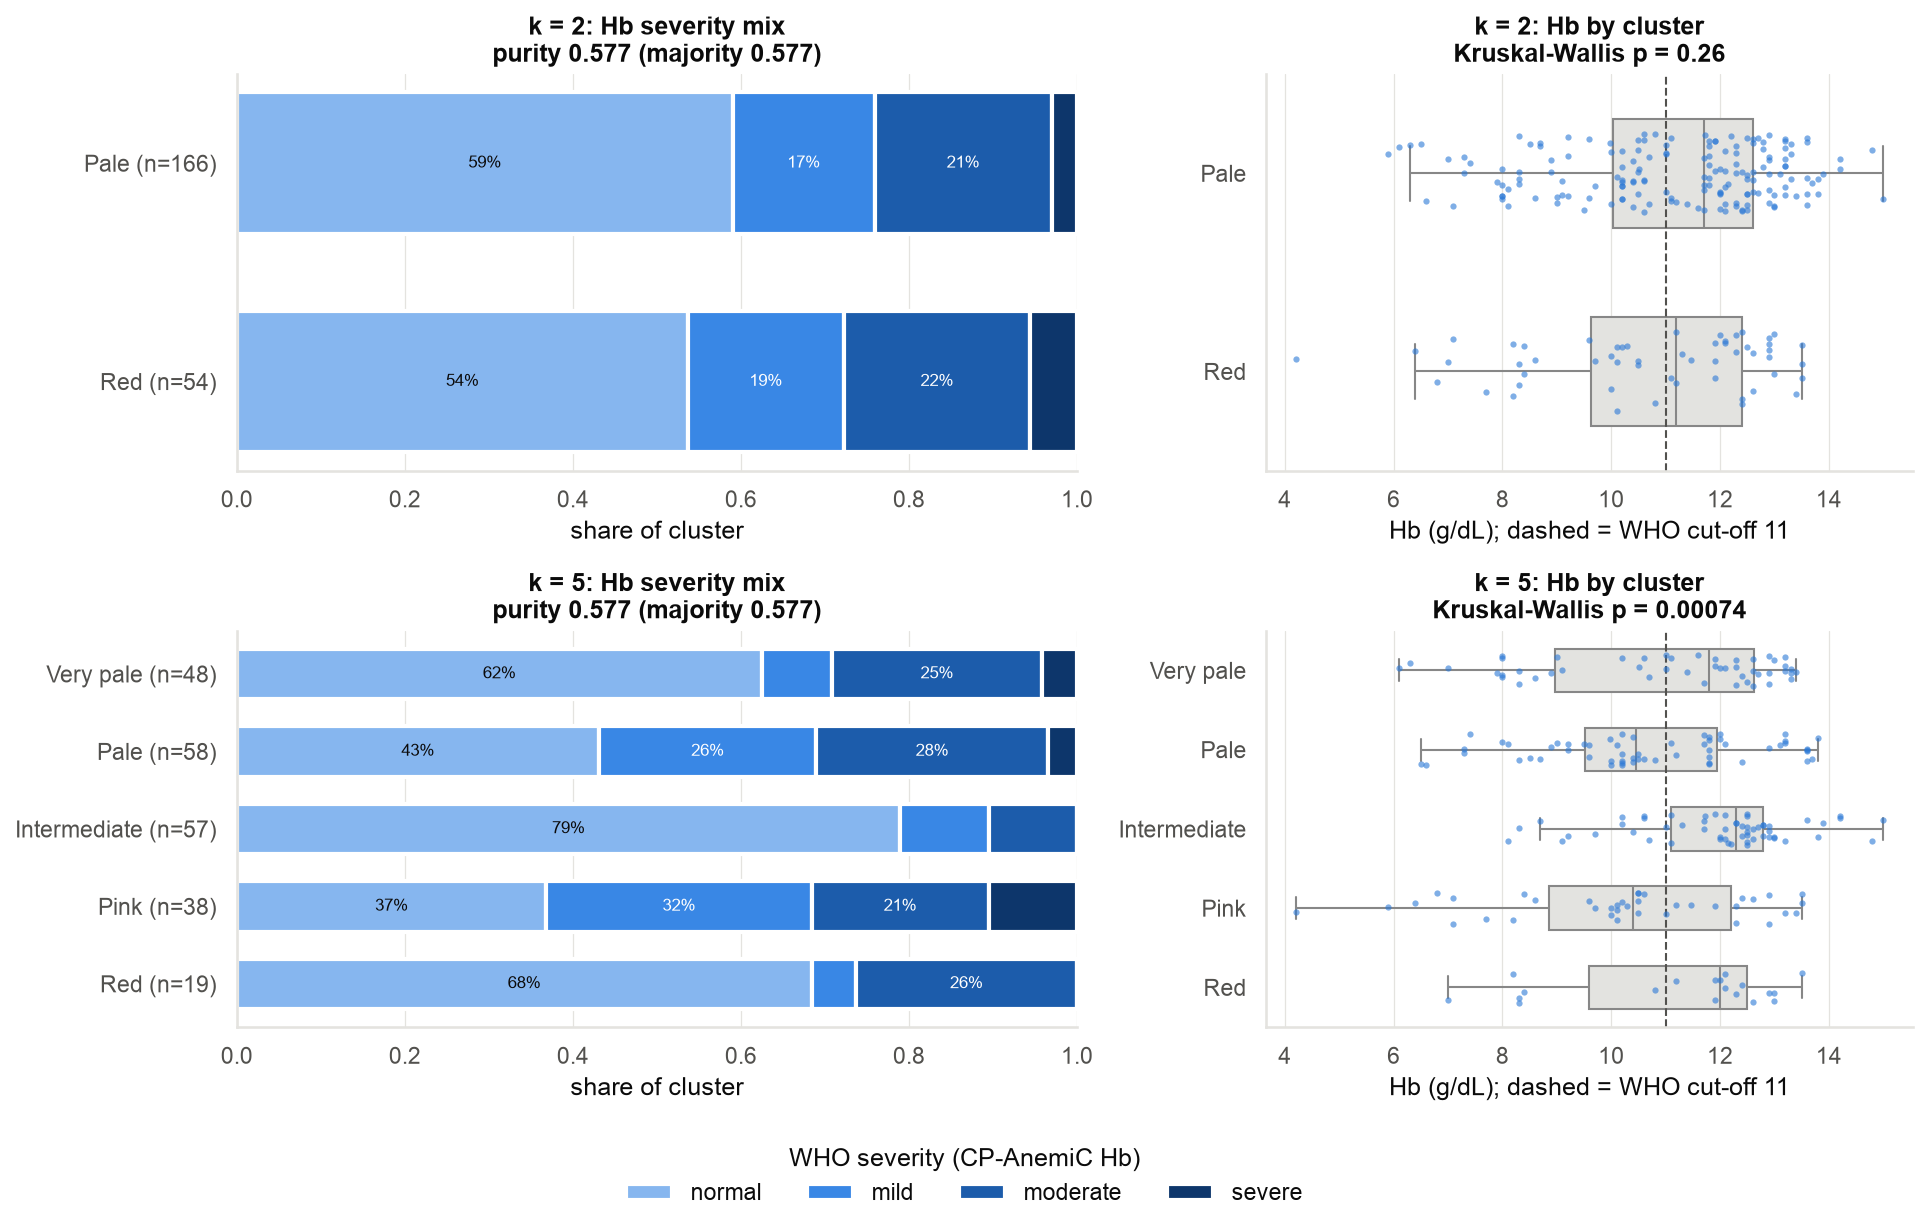 k = 2: Hb severity mix
purity 0.577 (majority 0.577)
Pale (n=166)
59%
17%
21%
Red (n=54)
54%
19%
22%
0.0 0.2 0.4 0.6 0.8 1.0
share of cluster
k = 2: Hb by cluster
Kruskal-Wallis p = 0.26
Pale
Red
4 6 8 10 12 14
Hb (g/dL); dashed = WHO cut-off 11
k = 5: Hb severity mix
purity 0.577 (majority 0.577)
Very pale (n=48)
62%
25%
Pale (n=58)
43%
26%
28%
Intermediate (n=57)
79%
Pink (n=38)
37%
32%
21%
Red (n=19)
68%
26%
0.0 0.2 0.4 0.6 0.8 1.0
share of cluster
k = 5: Hb by cluster
Kruskal-Wallis p = 0.00074
Very pale
Pale
Intermediate
Pink
Red
4 6 8 10 12 14
Hb (g/dL); dashed = WHO cut-off 11
WHO severity (CP-AnemiC Hb)
normal mild moderate severe